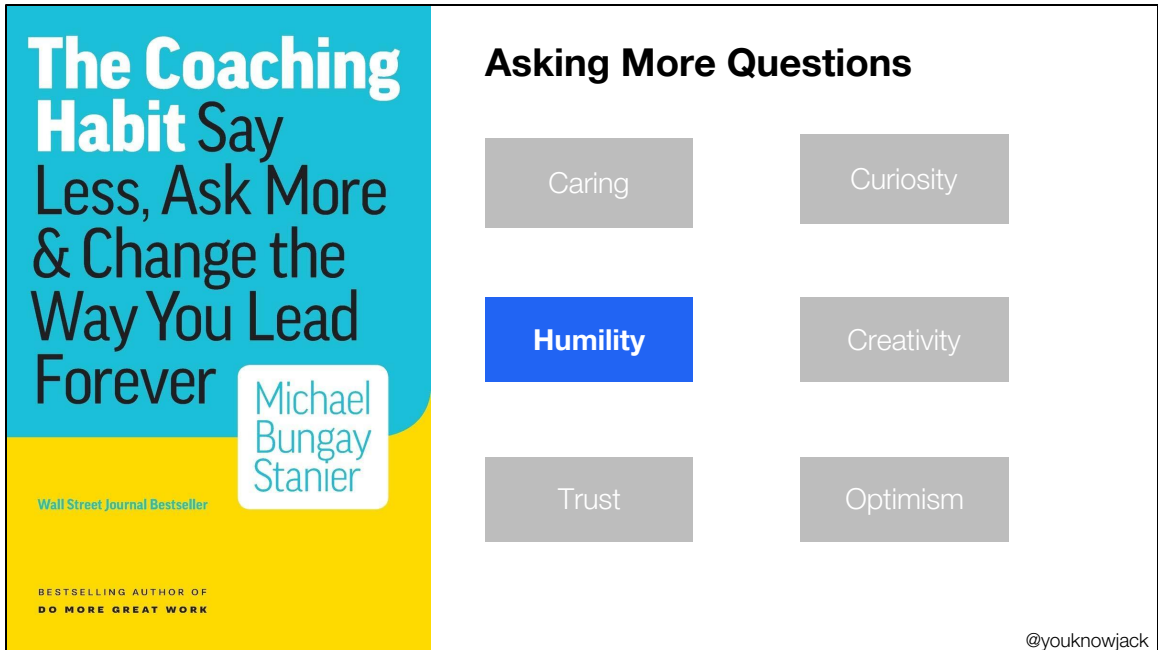 The Coaching
Habit Say
Less, Ask More
& Change the
Way You Lead
Forever
Michael
Bungay
Stanier
Wall Street Journal Bestseller
BESTSELLING AUTHOR OF
DO MORE GREAT WORK
Asking More Questions
Caring
Curiosity
Humility
Creativity
Trust
Optimism
@youknowjack